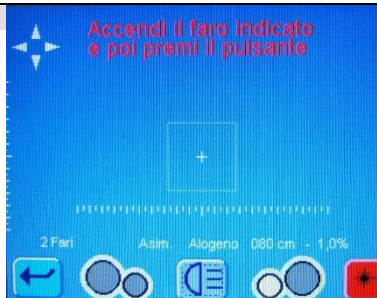 Accendi il faro indicato
e poi premi il pulsante
2 Fari Asim. Alogeno 080 cm - 1,0%